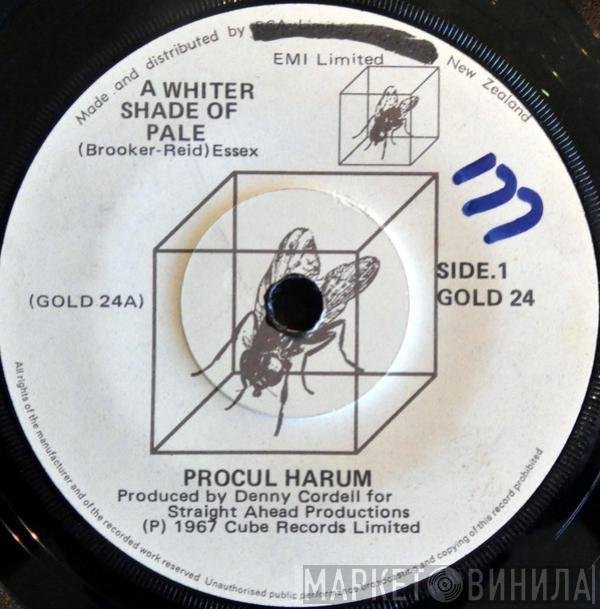 Made and distributed by
EMI Limited
New Zealand
A WHITER
SHADE OF
PALE
(Brooker-Reid) Essex
SIDE.1
(GOLD 24A)
GOLD 24
PROCUL HARUM
Produced by Denny Cordell for
Straight Ahead Productions
(P) 1967 Cube Records Limited
All rights of the manufacturer and of the owner of the recorded work reserved Unauthorised public performance broadcasting and copying of this record prohibited
МАРКЕТ ВИНИЛА